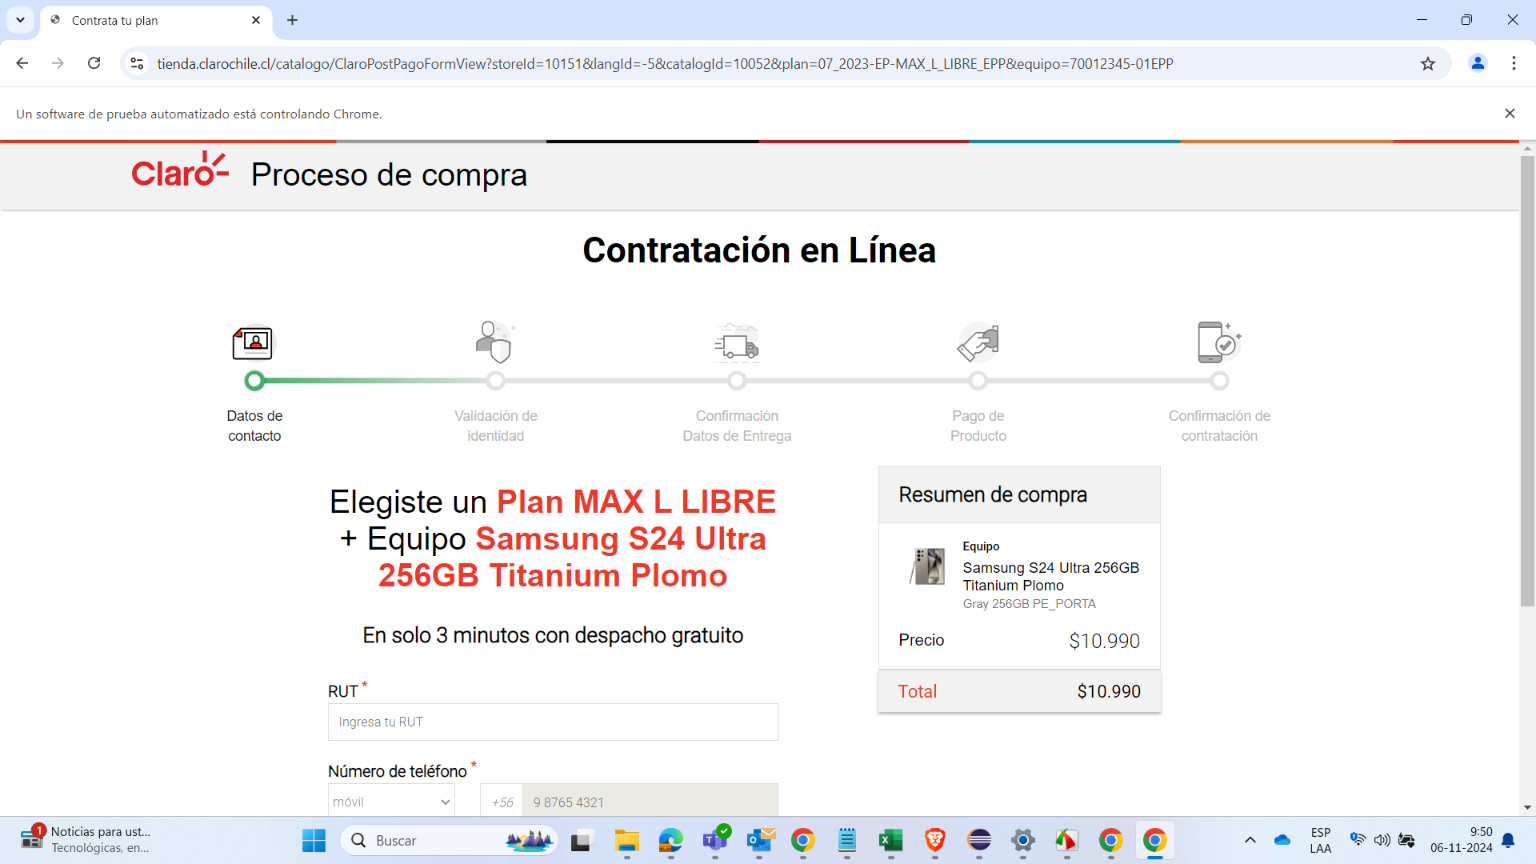 Contrata tu plan
tienda.clarochile.cl/catalogo/ClaroPostPagoFormView?storeId=10151&langId=-5&catalogId=10052&plan=07_2023-EP-MAX_L_LIBRE_EPP&equipo=70012345-01EPP
Un software de prueba automatizado está controlando Chrome.
Claro
Proceso de compra
Contratación en Línea
Datos de
contacto
Validación de
identidad
Confirmación
Datos de Entrega
Pago de
Producto
Confirmación de
contratación
Elegiste un Plan MAX L LIBRE
+ Equipo Samsung S24 Ultra
256GB Titanium Plomo
En solo 3 minutos con despacho gratuito
RUT *
Ingresa tu RUT
Número de teléfono *
móvil
+56
9 8765 4321
Resumen de compra
Equipo
Samsung S24 Ultra 256GB
Titanium Plomo
Gray 256GB PE_PORTA
Precio
$10.990
Total
$10.990
1
Noticias para ust...
Tecnológicas, en...
Buscar
ESP
LAA
9:50
06-11-2024